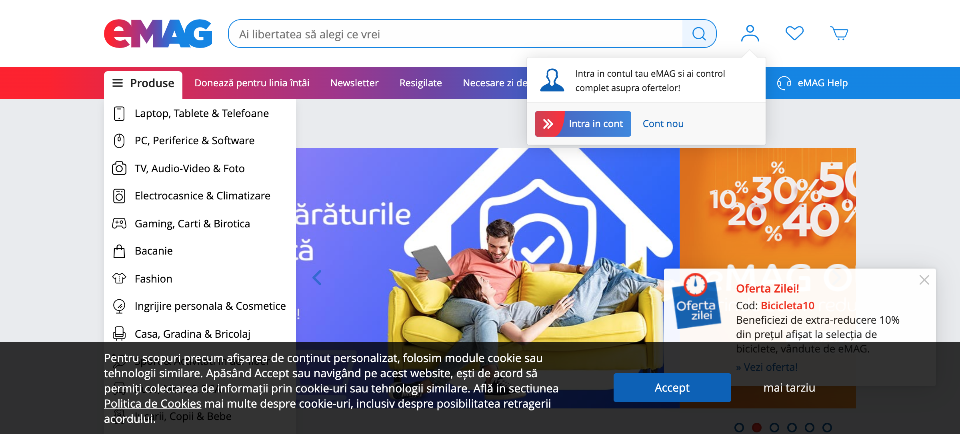 eMAG
Ai libertatea să alegi ce vrei
Intra in contul tau eMAG si ai control
complet asupra ofertelor!
Intra in cont
Cont nou
Produse
Donează pentru linia întâi
Newsletter
Resigilate
Necesare zi de
eMAG Help
Laptop, Tablete & Telefoane
PC, Periferice & Software
TV, Audio-Video & Foto
Electrocasnice & Climatizare
Gaming, Carti & Birotica
Bacanie
Fashion
Ingrijire personala & Cosmetice
Casa, Gradina & Bricolaj
10% % 30% 50
20% % 40%
Oferta
zilei
Oferta Zilei!
Cod: Bicicleta10
Beneficiezi de extra-reducere 10%
din prețul afișat la selecția de
biciclete, vândute de eMAG.
» Vezi oferta!
Pentru scopuri precum afișarea de conținut personalizat, folosim module cookie sau
tehnologii similare. Apăsând Accept sau navigând pe acest website, ești de acord să
permiți colectarea de informații prin cookie-uri sau tehnologii similare. Află in sectiunea
Politica de Cookies mai multe despre cookie-uri, inclusiv despre posibilitatea retragerii
acordului.
Accept
mai tarziu
Copii & Bebe